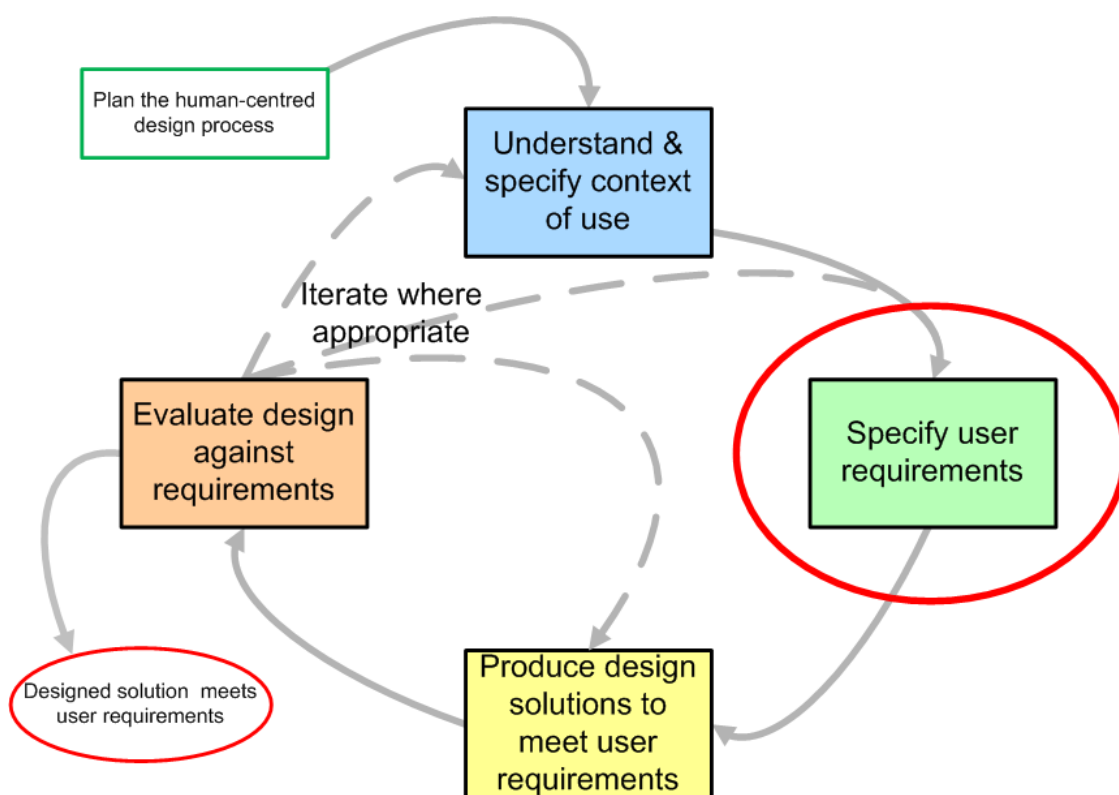 Plan the human-centred
design process
Understand &
specify context
of use
Iterate where
appropriate
Evaluate design
against
requirements
Specify user
requirements
Designed solution meets
user requirements
Produce design
solutions to
meet user
requirements